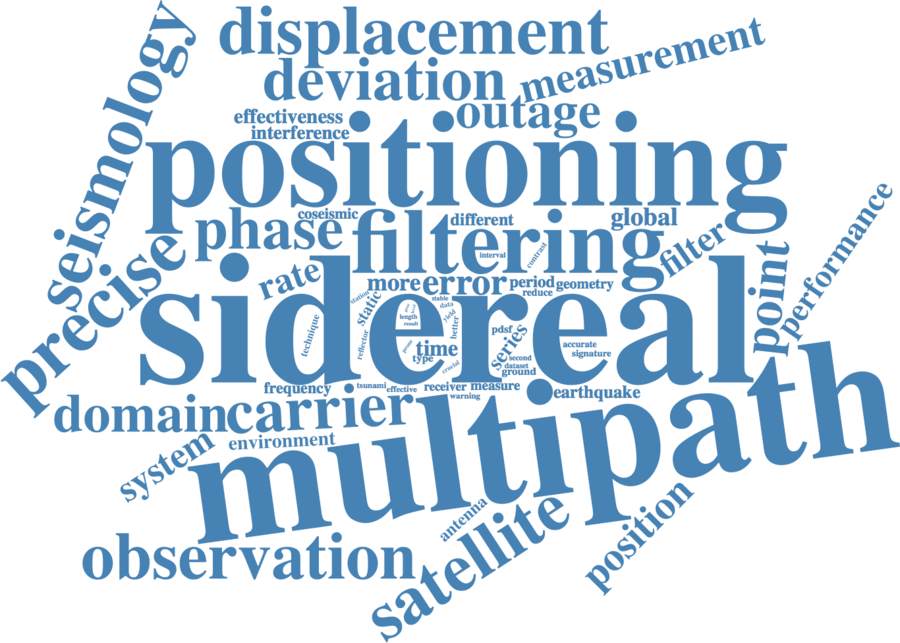 displacement
measurement
seismology
deviation
outage
effectiveness
interference
positioning
coseismic
phase
different
global
filtering
filter
performance
precise
interval
contrast
point
rate
more
error
period
geometry
reduce
sidereal
station
static
stable
data
length
result
yield
better
technique
reflector
pdsf
series
accurate
signature
time
type
crucial
second
dataset
ground
frequency
tsunami
effective
receiver
measure
warning
earthquake
domain
carrier
multipath
environment
system
antenna
satellite
position
observation